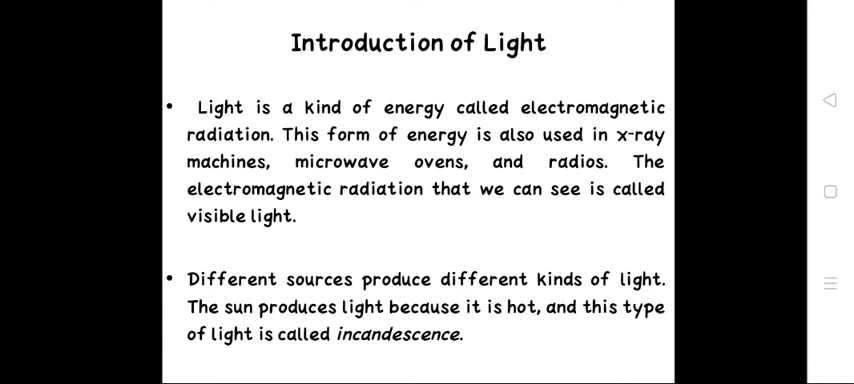 Introduction of Light
• Light is a kind of energy called electromagnetic
radiation. This form of energy is also used in x-ray
machines, microwave ovens, and radios. The
electromagnetic radiation that we can see is called
visible light.
• Different sources produce different kinds of light.
The sun produces light because it is hot, and this type
of light is called incandescence.